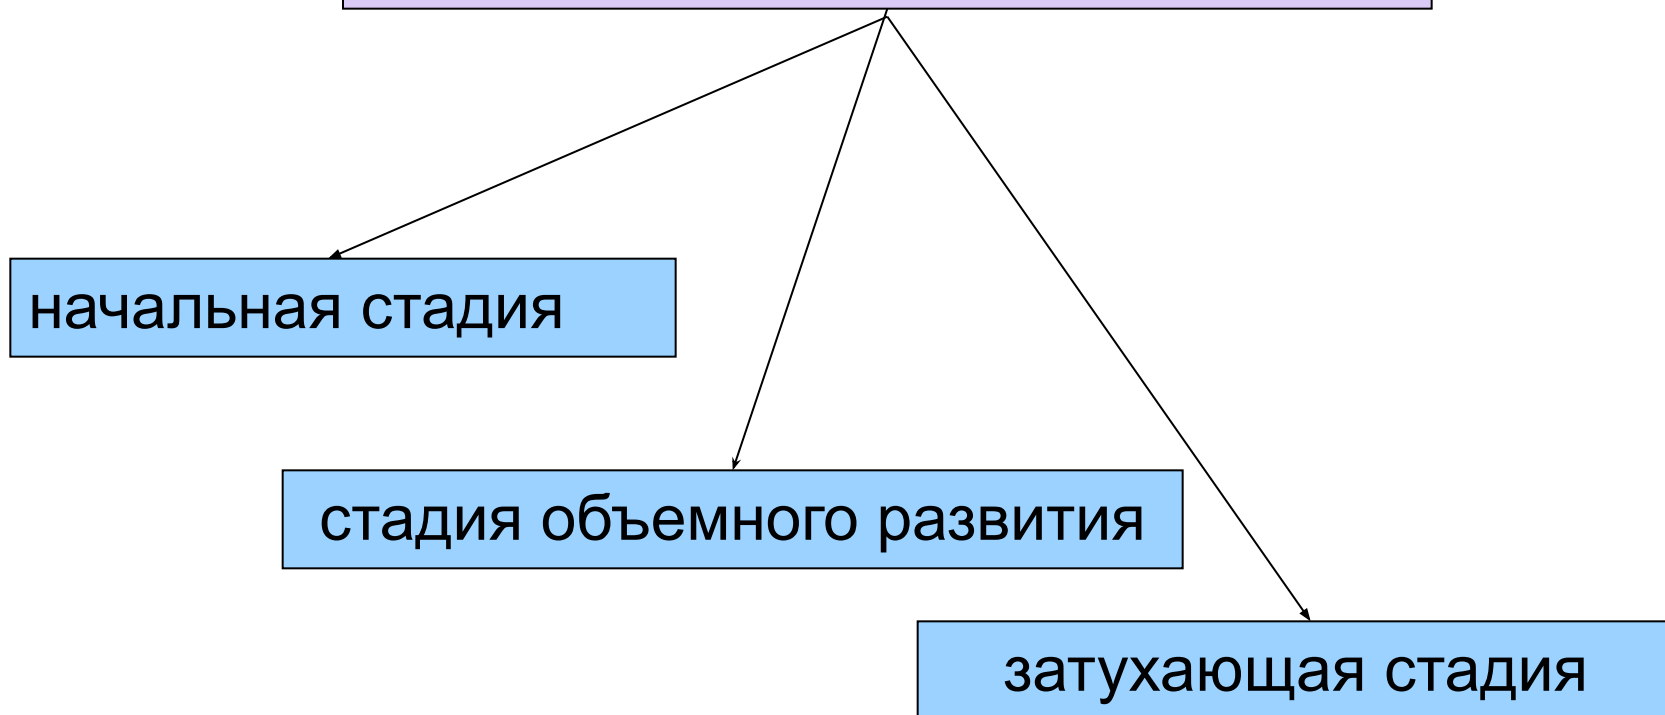 начальная стадия
стадия объемного развития
затухающая стадия